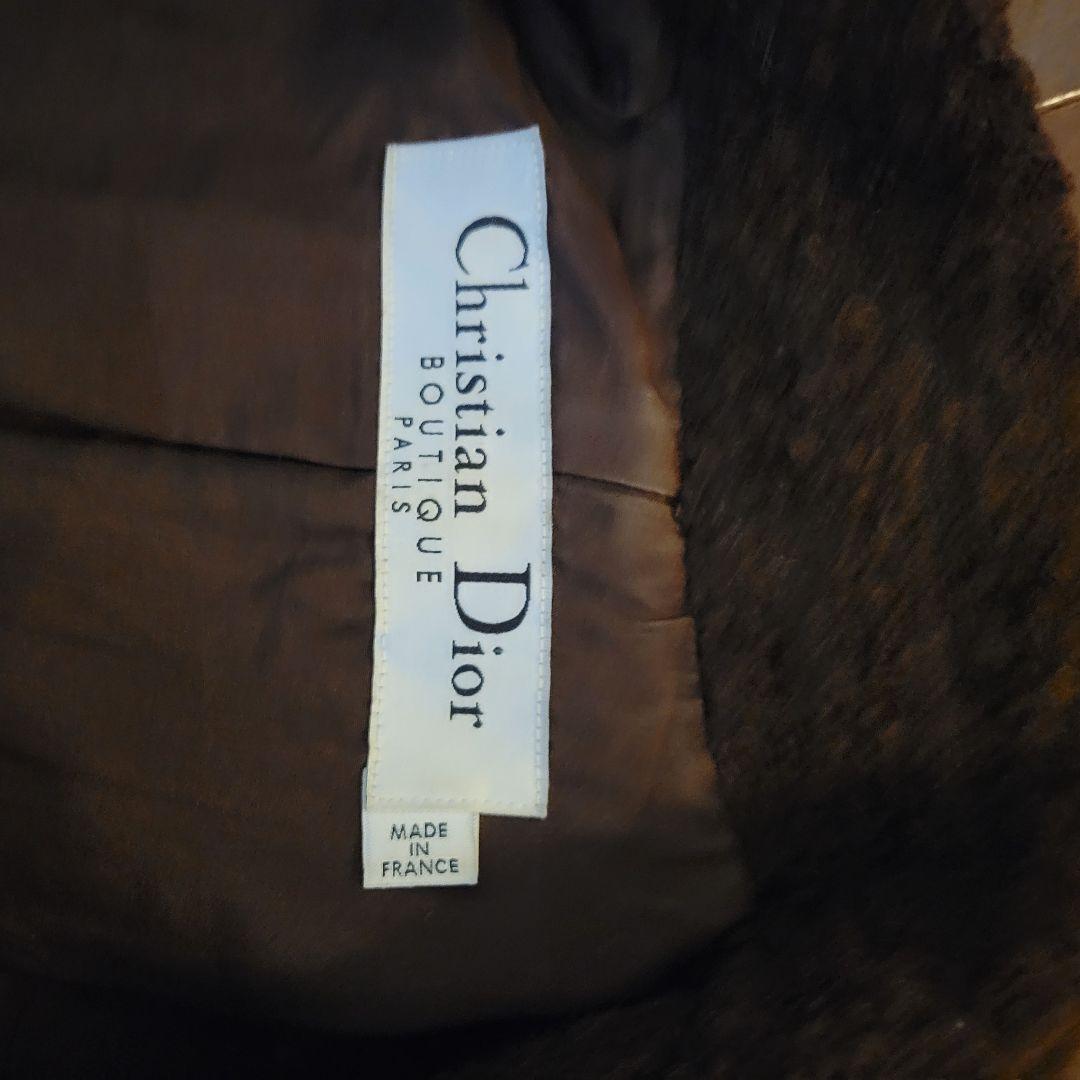 Christian Dior
BOUTIQUE
PARIS
MADE
IN
FRANCE